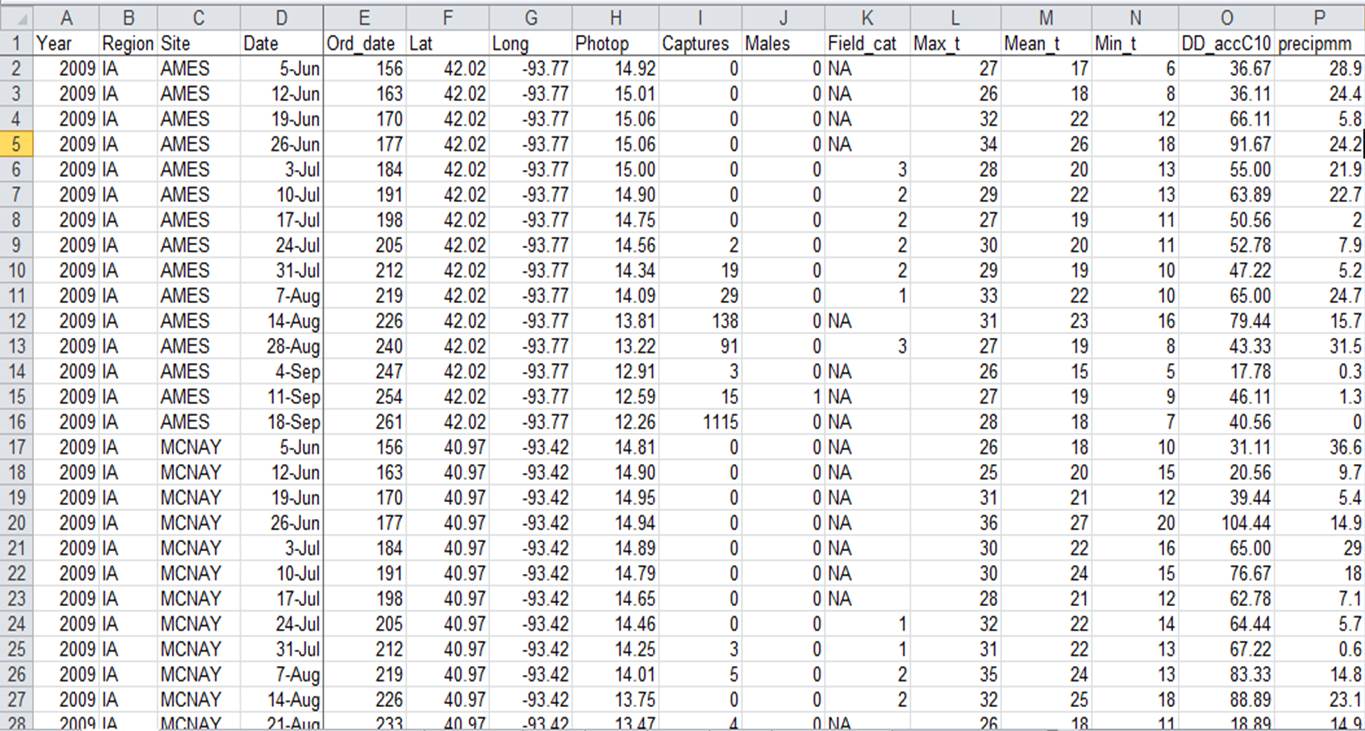 A B C D E F G H I J K L M N O P
1 Year Region Site Date Ord_date Lat Long Photop Captures Males Field_cat Max_t Mean_t Min_t DD_accC10 precipmm
2 2009 IA AMES 5-Jun 156 42.02 -93.77 14.92 0 0 NA 27 17 6 36.67 28.9
3 2009 IA AMES 12-Jun 163 42.02 -93.77 15.01 0 0 NA 26 18 8 36.11 24.4
4 2009 IA AMES 19-Jun 170 42.02 -93.77 15.06 0 0 NA 32 22 12 66.11 5.8
5 2009 IA AMES 26-Jun 177 42.02 -93.77 15.06 0 0 NA 34 26 18 91.67 24.2
6 2009 IA AMES 3-Jul 184 42.02 -93.77 15.00 0 0 3 28 20 13 55.00 21.9
7 2009 IA AMES 10-Jul 191 42.02 -93.77 14.90 0 0 2 29 22 13 63.89 22.7
8 2009 IA AMES 17-Jul 198 42.02 -93.77 14.75 0 0 2 27 19 11 50.56 2
9 2009 IA AMES 24-Jul 205 42.02 -93.77 14.56 2 0 2 30 20 11 52.78 7.9
10 2009 IA AMES 31-Jul 212 42.02 -93.77 14.34 19 0 2 29 19 10 47.22 5.2
11 2009 IA AMES 7-Aug 219 42.02 -93.77 14.09 29 0 1 33 22 10 65.00 24.7
12 2009 IA AMES 14-Aug 226 42.02 -93.77 13.81 138 0 NA 31 23 16 79.44 15.7
13 2009 IA AMES 28-Aug 240 42.02 -93.77 13.22 91 0 3 27 19 8 43.33 31.5
14 2009 IA AMES 4-Sep 247 42.02 -93.77 12.91 3 0 NA 26 15 5 17.78 0.3
15 2009 IA AMES 11-Sep 254 42.02 -93.77 12.59 15 1 NA 27 19 9 46.11 1.3
16 2009 IA AMES 18-Sep 261 42.02 -93.77 12.26 1115 0 NA 28 18 7 40.56 0
17 2009 IA MCNAY 5-Jun 156 40.97 -93.42 14.81 0 0 NA 26 18 10 31.11 36.6
18 2009 IA MCNAY 12-Jun 163 40.97 -93.42 14.90 0 0 NA 25 20 15 20.56 9.7
19 2009 IA MCNAY 19-Jun 170 40.97 -93.42 14.95 0 0 NA 31 21 12 39.44 5.4
20 2009 IA MCNAY 26-Jun 177 40.97 -93.42 14.94 0 0 NA 36 27 20 104.44 14.9
21 2009 IA MCNAY 3-Jul 184 40.97 -93.42 14.89 0 0 NA 30 22 16 65.00 29
22 2009 IA MCNAY 10-Jul 191 40.97 -93.42 14.79 0 0 NA 30 24 15 76.67 18
23 2009 IA MCNAY 17-Jul 198 40.97 -93.42 14.65 0 0 NA 28 21 12 62.78 7.1
24 2009 IA MCNAY 24-Jul 205 40.97 -93.42 14.46 0 0 1 32 22 14 64.44 5.7
25 2009 IA MCNAY 31-Jul 212 40.97 -93.42 14.25 3 0 1 31 22 13 67.22 0.6
26 2009 IA MCNAY 7-Aug 219 40.97 -93.42 14.01 5 0 2 35 24 13 83.33 14.8
27 2009 IA MCNAY 14-Aug 226 40.97 -93.42 13.75 0 0 2 32 25 18 88.89 23.1
28 2009 IA MCNAY 21-Aug 233 40.97 -93.42 13.47 4 0 NA 26 18 11 18.89 14.9